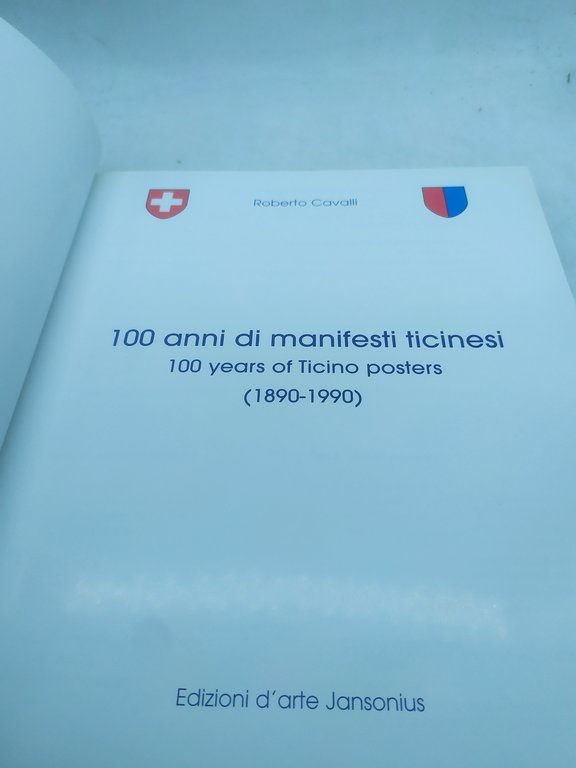 Roberto Cavalli
100 anni di manifesti ticinesi
100 years of Ticino posters
(1890-1990)
Edizioni d'arte Jansonius